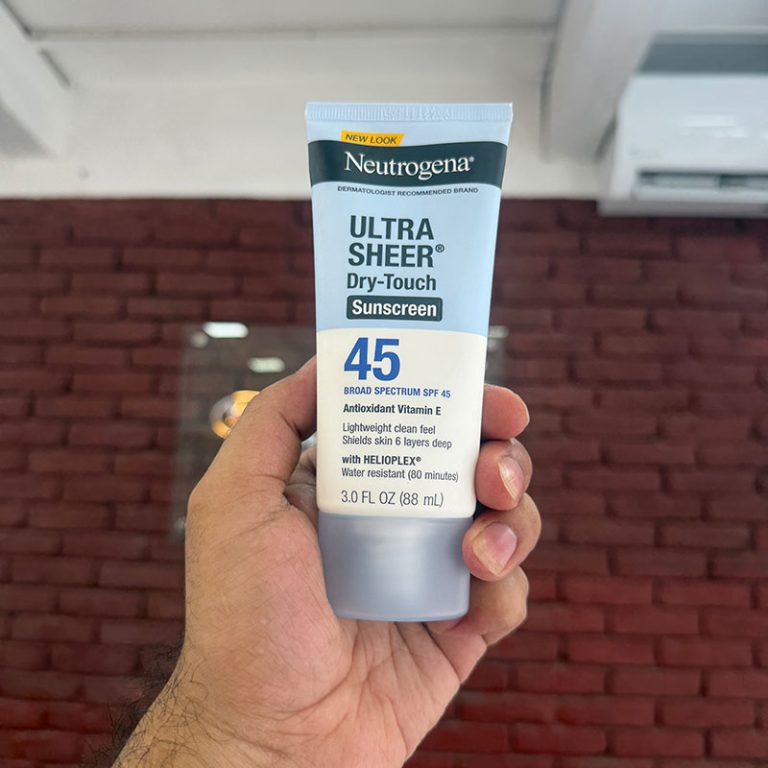 NEW LOOK
Neutrogena®
DERMATOLOGIST RECOMMENDED BRAND
ULTRA
SHEER®
Dry-Touch
Sunscreen
45
BROAD SPECTRUM SPF 45
Antioxidant Vitamin E
Lightweight clean feel
Shields skin 6 layers deep
with HELIOPLEX®
Water resistant (80 minutes)
3.0 FL OZ (88 mL)